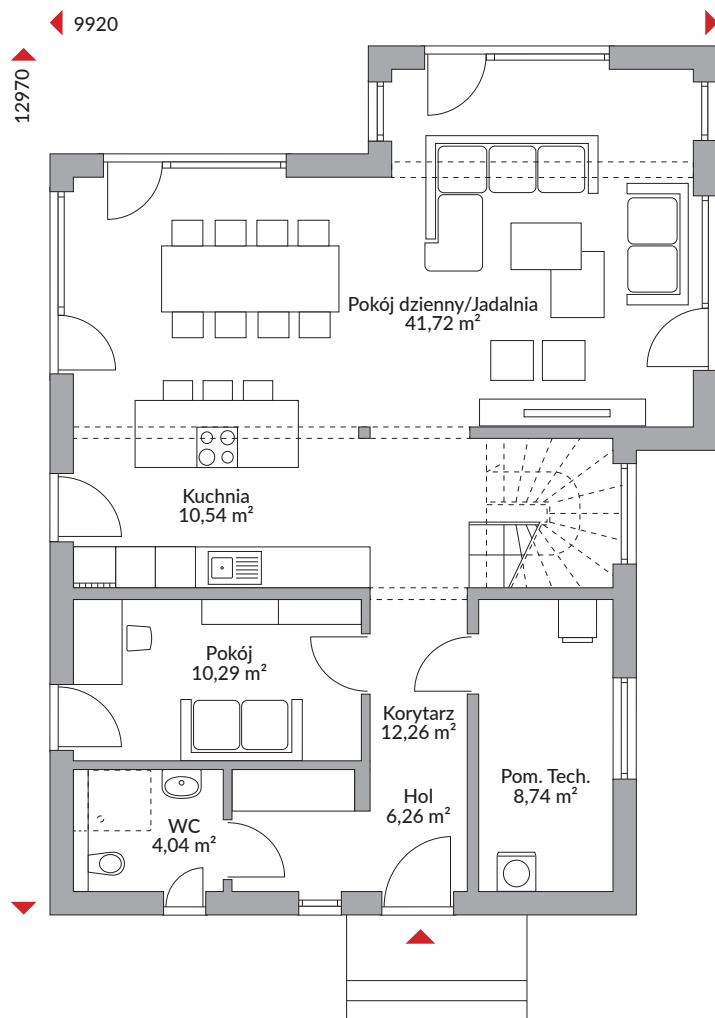 9920
12970
Pokój dzienny/Jadalnia
41,72 m²
Kuchnia
10,54 m²
Pokój
10,29 m²
Korytarz
12,26 m²
Pom. Tech.
8,74 m²
Hol
6,26 m²
WC
4,04 m²